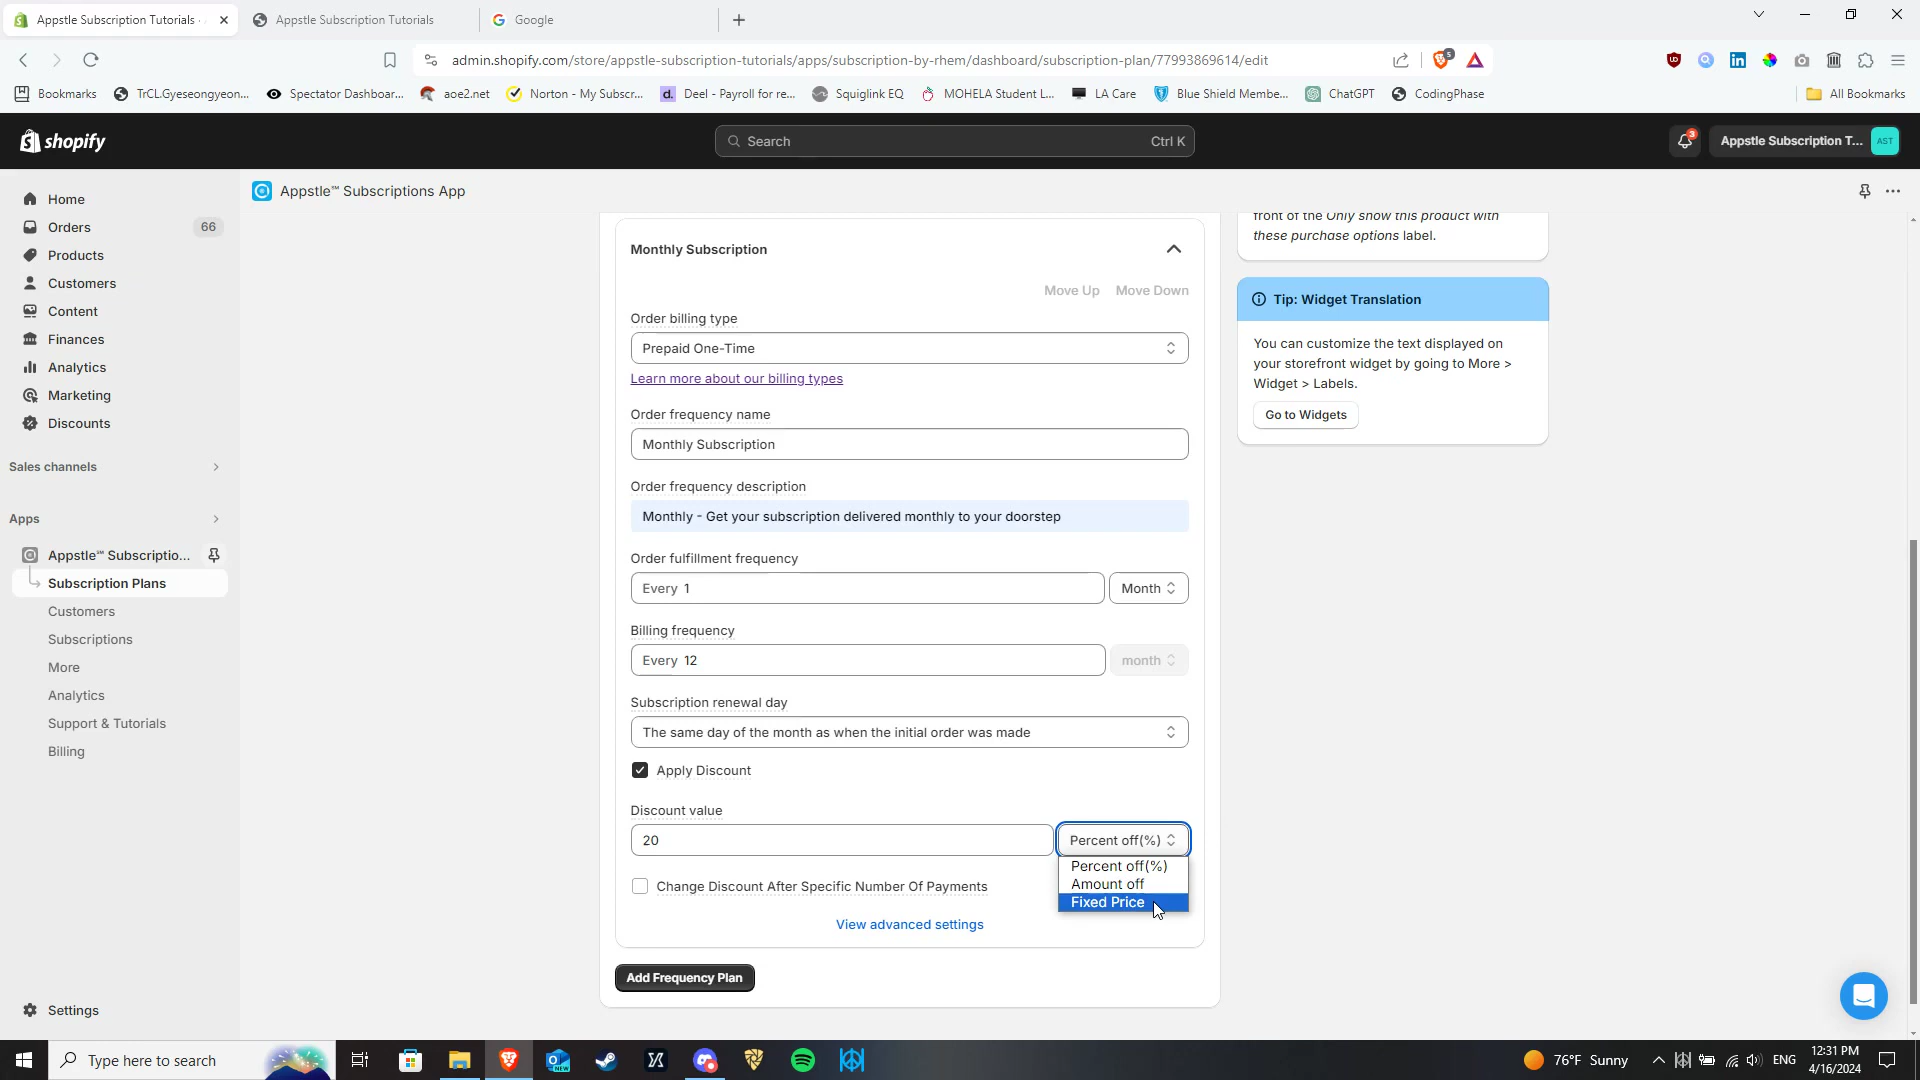 Appstle Subscription Tutorials ·
Appstle Subscription Tutorials
Google
admin.shopify.com/store/appstle-subscription-tutorials/apps/subscription-by-rhem/dashboard/subscription-plan/77993869614/edit
5
Bookmarks
TrCL.Gyeseongyeon...
Spectator Dashboar...
aoe2.net
Norton - My Subscr...
Deel - Payroll for re...
Squiglink EQ
MOHELA Student L...
LA Care
Blue Shield Membe...
ChatGPT
CodingPhase
All Bookmarks
shopify
Search
Ctrl K
3
Appstle Subscription T...
AST
Home
Orders
66
Products
Customers
Content
Finances
Analytics
Marketing
Discounts
Sales channels
Apps
Appstle℠ Subscriptio...
Subscription Plans
Customers
Subscriptions
More
Analytics
Support & Tutorials
Billing
Settings
Appstle℠ Subscriptions App
Monthly Subscription
Move Up
Move Down
Order billing type
Prepaid One-Time
Learn more about our billing types
Order frequency name
Monthly Subscription
Order frequency description
Monthly - Get your subscription delivered monthly to your doorstep
Order fulfillment frequency
Every 1
Month
Billing frequency
Every 12
month
Subscription renewal day
The same day of the month as when the initial order was made
Apply Discount
Discount value
20
Percent off(%)
Percent off(%)
Amount off
Fixed Price
Change Discount After Specific Number Of Payments
View advanced settings
Add Frequency Plan
front of the Only show this product with
these purchase options label.
Tip: Widget Translation
You can customize the text displayed on
your storefront widget by going to More >
Widget > Labels.
Go to Widgets
Type here to search
NEW
76°F Sunny
ENG
12:31 PM
4/16/2024